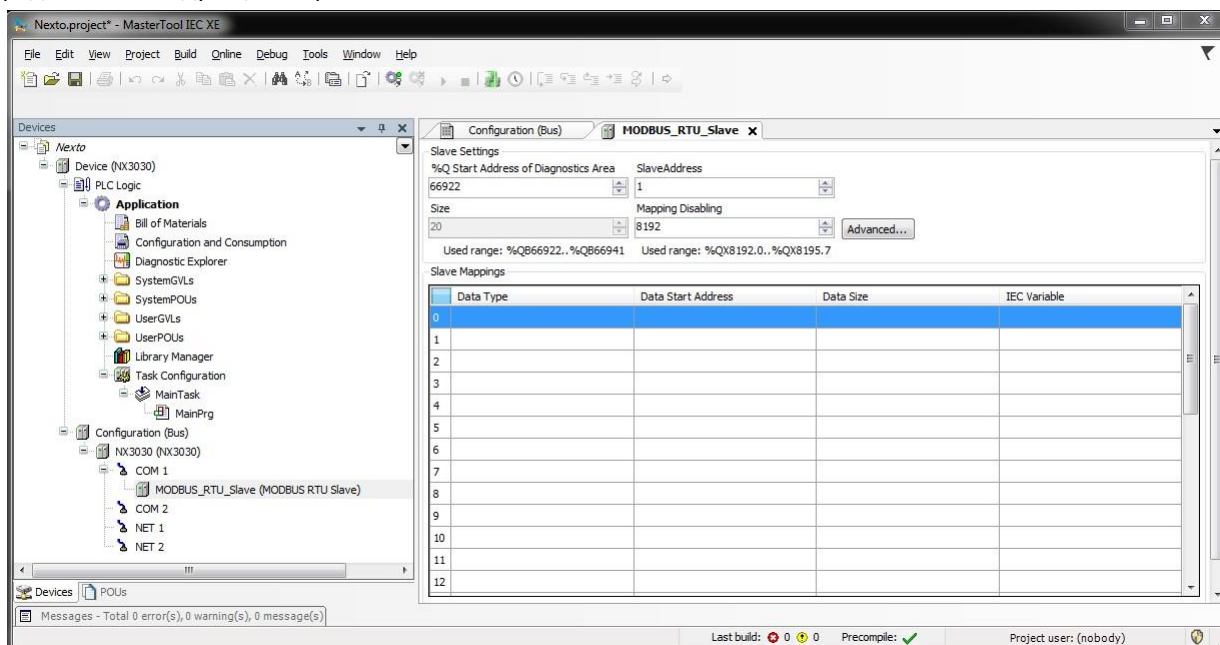 Nexto.project* - MasterTool IEC XE
File Edit View Project Build Online Debug Tools Window Help
Devices
Nexto
Device (NX3030)
PLC Logic
Application
Bill of Materials
Configuration and Consumption
Diagnostic Explorer
SystemGVLs
SystemPOUs
UserGVLs
UserPOUs
Library Manager
Task Configuration
MainTask
MainPrg
Configuration (Bus)
NX3030 (NX3030)
COM 1
MODBUS_RTU_Slave (MODBUS RTU Slave)
COM 2
NET 1
NET 2
Devices POUs
Configuration (Bus) MODBUS_RTU_Slave
Slave Settings
%Q Start Address of Diagnostics Area SlaveAddress
66922 1
Size Mapping Disabling
20 8192 Advanced...
Used range: %QB66922..%QB66941 Used range: %QX8192.0..%QX8195.7
Slave Mappings
Data Type Data Start Address Data Size IEC Variable
0
1
2
3
4
5
6
7
8
9
10
11
12
Messages - Total 0 error(s), 0 warning(s), 0 message(s)
Last build: 0 0 Precompile: Project user: (nobody)